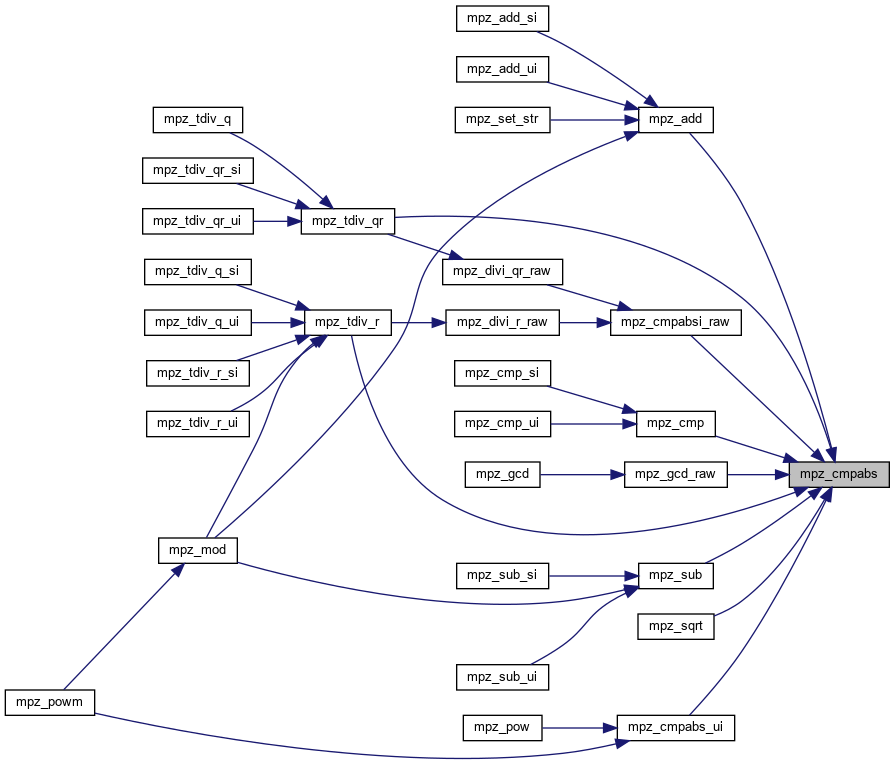 mpz_add_si
mpz_add_ui
mpz_tdiv_q
mpz_set_str
mpz_add
mpz_tdiv_qr_si
mpz_tdiv_qr_ui
mpz_tdiv_qr
mpz_tdiv_q_si
mpz_divi_qr_raw
mpz_tdiv_q_ui
mpz_tdiv_r
mpz_divi_r_raw
mpz_cmpabsi_raw
mpz_tdiv_r_si
mpz_cmp_si
mpz_tdiv_r_ui
mpz_cmp_ui
mpz_cmp
mpz_gcd
mpz_gcd_raw
mpz_cmpabs
mpz_mod
mpz_sub_si
mpz_sub
mpz_sqrt
mpz_sub_ui
mpz_powm
mpz_pow
mpz_cmpabs_ui